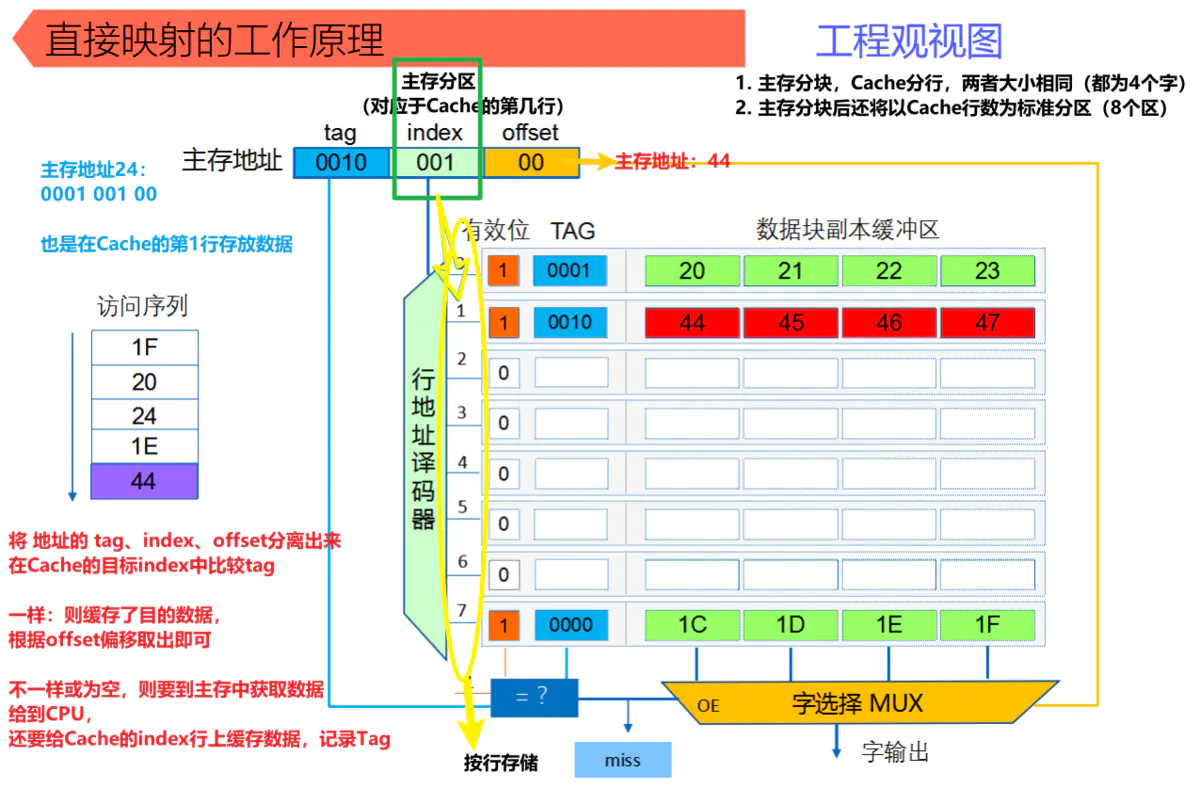 直接映射的工作原理
工程观视图
1. 主存分块，Cache分行，两者大小相同（都为4个字）
2. 主存分块后还将以Cache行数为标准分区（8个区）
主存分区
（对应于Cache的第几行）
tag index offset
主存地址 0010 001 00 主存地址：44
主存地址24：
0001 001 00
也是在Cache的第1行存放数据
访问序列
1F
20
24
1E
44
将 地址的 tag、index、offset分离出来
在Cache的目标index中比较tag
一样：则缓存了目的数据，
根据offset偏移取出即可
不一样或为空，则要到主存中获取数据
给到CPU，
还要给Cache的index行上缓存数据，记录Tag
行地址译码器
有效位 TAG 数据块副本缓冲区
0 1 0001 20 21 22 23
1 1 0010 44 45 46 47
2 0
3 0
4 0
5 0
6 0
7 1 0000 1C 1D 1E 1F
= ?
OE 字选择 MUX
按行存储
miss
字输出